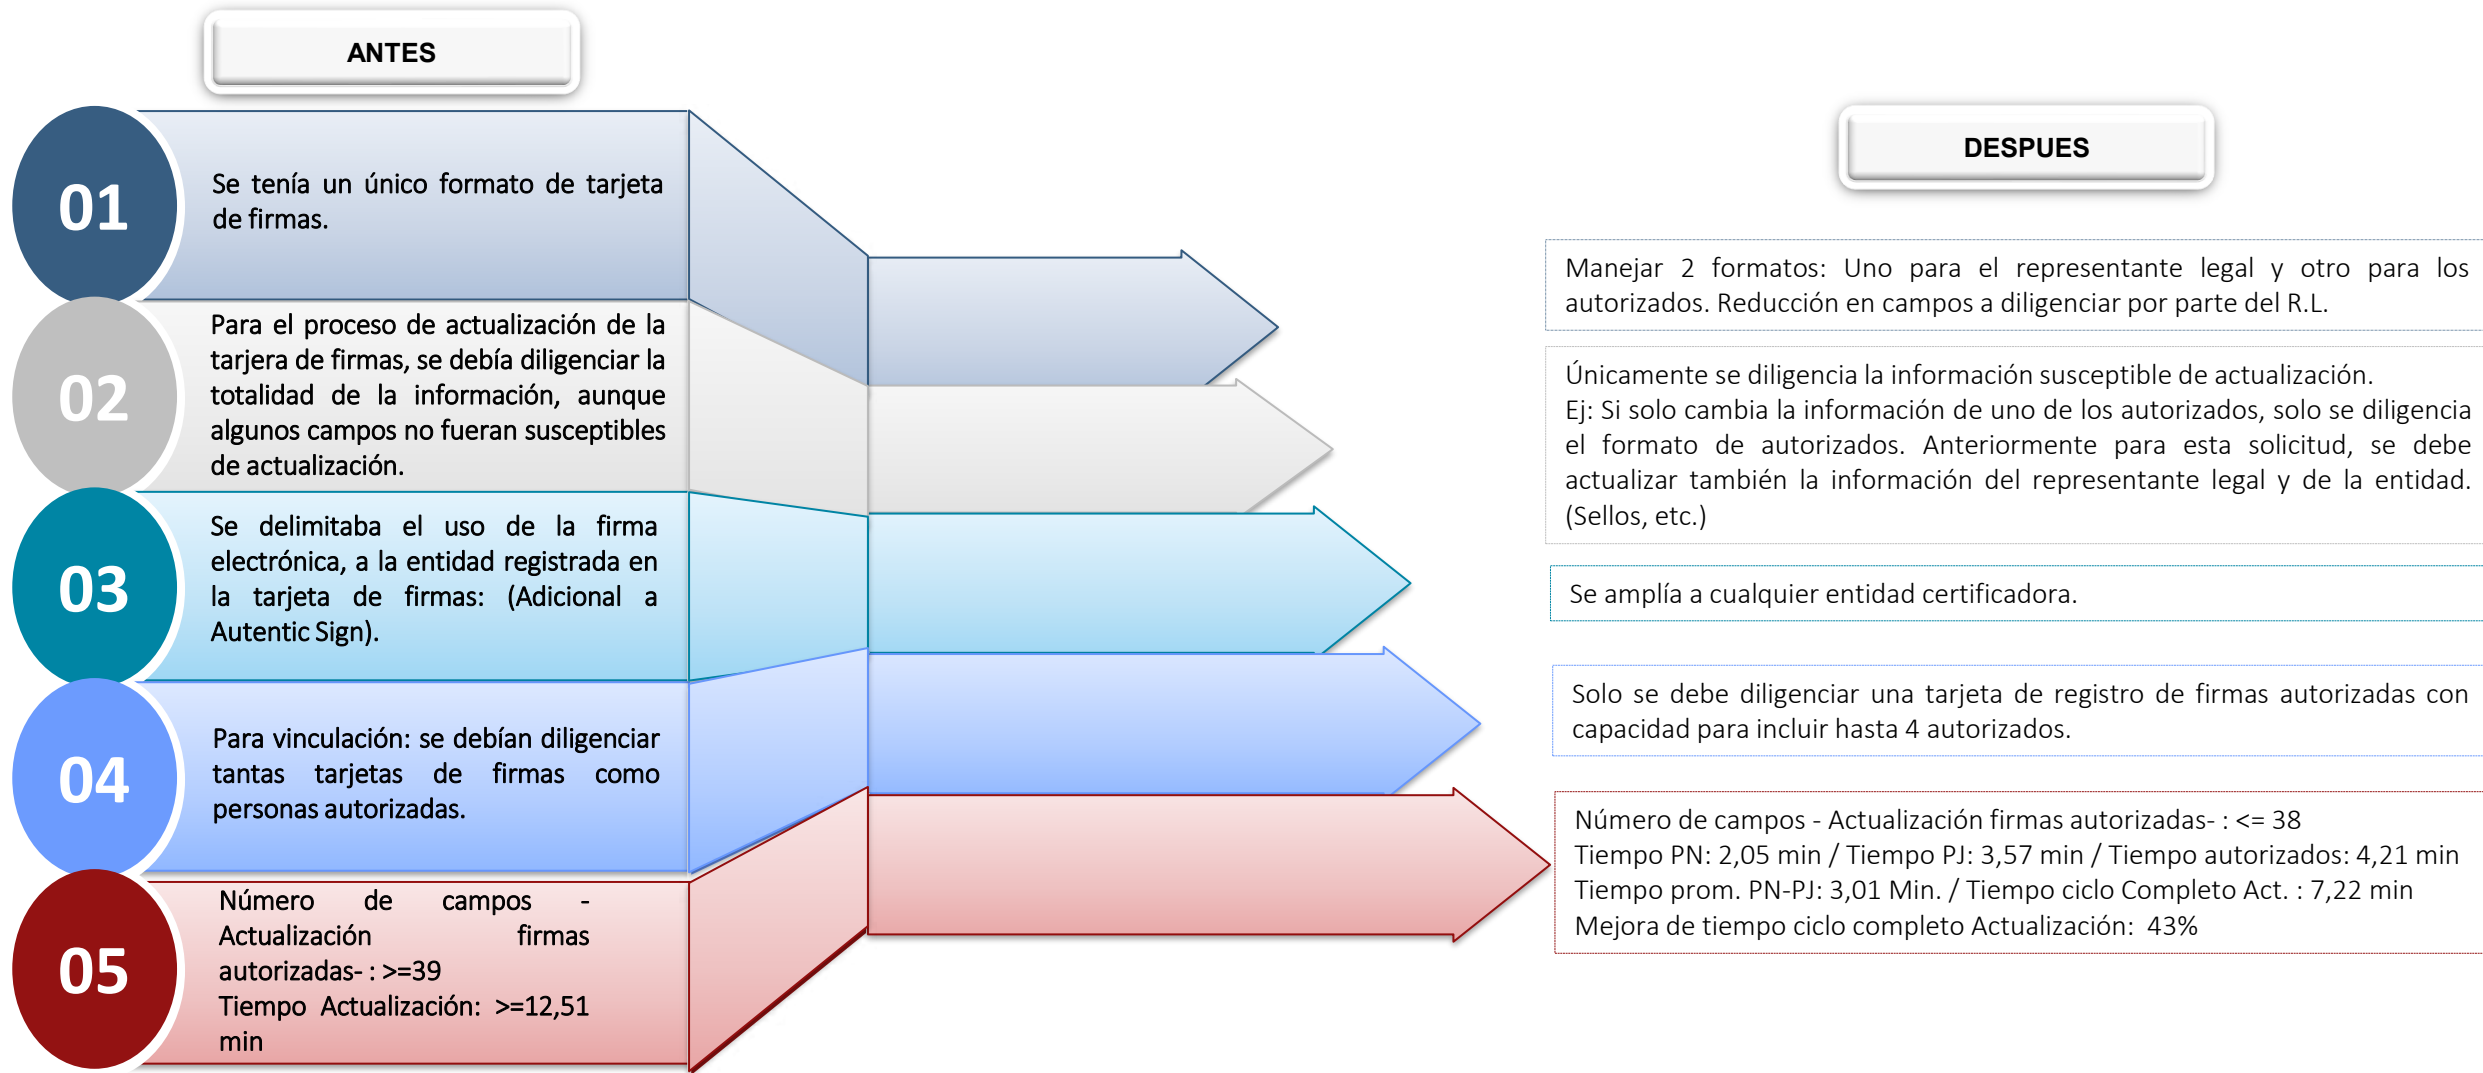 ANTES
01
Se tenía un único formato de tarjeta
de firmas.
02
Para el proceso de actualización de la
tarjera de firmas, se debía diligenciar la
totalidad de la información, aunque
algunos campos no fueran susceptibles
de actualización.
03
Se delimitaba el uso de la firma
electrónica, a la entidad registrada en
la tarjeta de firmas: (Adicional a
Autentic Sign).
04
Para vinculación: se debían diligenciar
tantas tarjetas de firmas como
personas autorizadas.
05
Número de campos -
Actualización firmas
autorizadas- : >=39
Tiempo Actualización: >=12,51
min
DESPUES
Manejar 2 formatos: Uno para el representante legal y otro para los
autorizados. Reducción en campos a diligenciar por parte del R.L.
Únicamente se diligencia la información susceptible de actualización.
Ej: Si solo cambia la información de uno de los autorizados, solo se diligencia
el formato de autorizados. Anteriormente para esta solicitud, se debe
actualizar también la información del representante legal y de la entidad.
(Sellos, etc.)
Se amplía a cualquier entidad certificadora.
Solo se debe diligenciar una tarjeta de registro de firmas autorizadas con
capacidad para incluir hasta 4 autorizados.
Número de campos - Actualización firmas autorizadas- : <= 38
Tiempo PN: 2,05 min / Tiempo PJ: 3,57 min / Tiempo autorizados: 4,21 min
Tiempo prom. PN-PJ: 3,01 Min. / Tiempo ciclo Completo Act. : 7,22 min
Mejora de tiempo ciclo completo Actualización: 43%